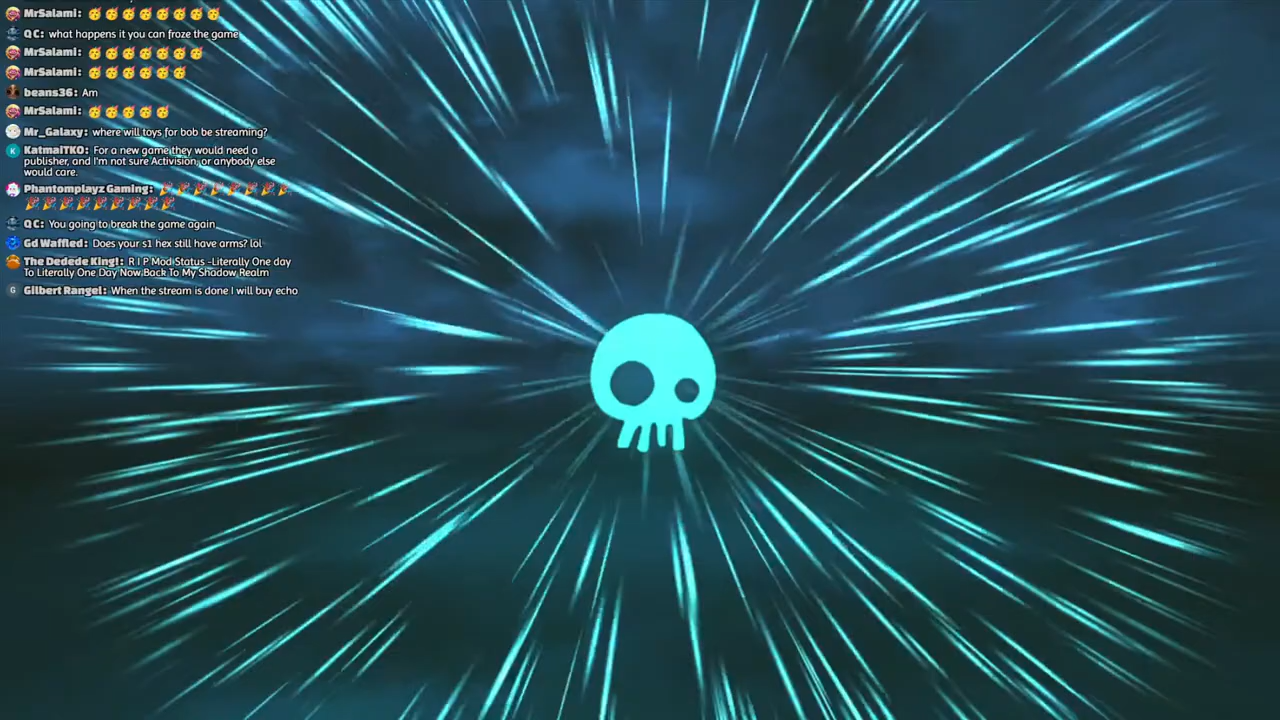 MrSalami: 🥳🥳🥳🥳🥳🥳🥳🥳
QC: what happens it you can froze the game
MrSalami: 🥳🥳🥳🥳🥳🥳🥳
MrSalami: 🥳🥳🥳🥳🥳🥳
beans36: Am
MrSalami: 🥳🥳🥳🥳🥳
Mr_Galaxy: where will toys for bob be streaming?
K KatmaiTKO: For a new game they would need a
publisher, and I'm not sure Activision, or anybody else
would care.
Phantomplayz Gaming: 🎉🎉🎉🎉🎉🎉🎉🎉
🎉🎉🎉🎉🎉🎉🎉🎉🎉
QC: You going to break the game again
Gd Waffled: Does your s1 hex still have arms? lol
The Dedede King!: R I P Mod Status -Literally One day
To Literally One Day Now Back To My Shadow Realm
G Gilbert Rangel: When the stream is done I will buy echo